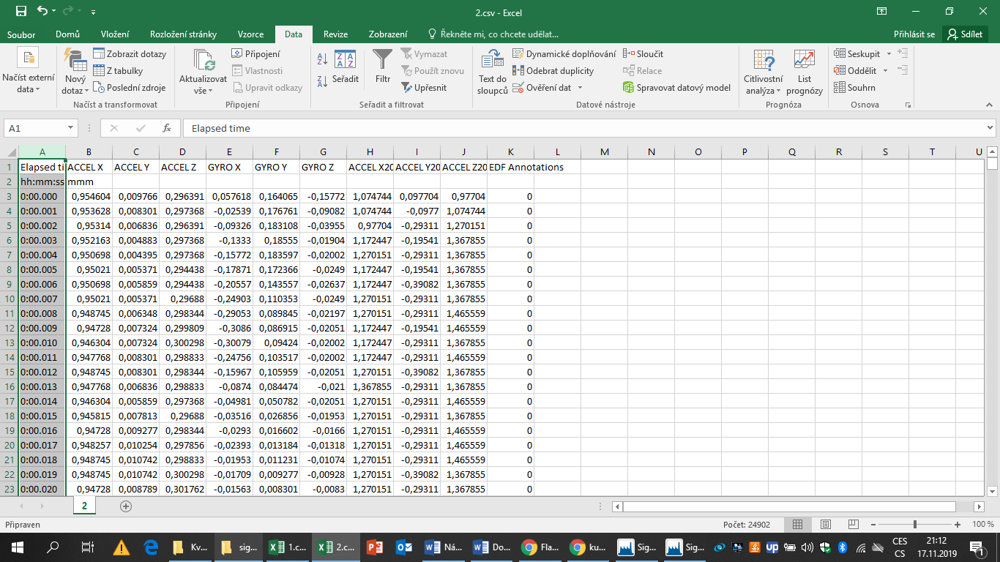 2.csv - Excel
Soubor Domů Vložení Rozložení stránky Vzorce Data Revize Zobrazení Řekněte mi, co chcete udělat... Přihlásit se Sdílet
Načíst externí data
Nový dotaz
Zobrazit dotazy
Z tabulky
Poslední zdroje
Načíst a transformovat
Aktualizovat vše
Připojení
Vlastnosti
Upravit odkazy
Připojení
Seřadit
Filtr
Vymazat
Použít znovu
Upřesnit
Seřadit a filtrovat
Text do sloupců
Dynamické doplňování
Odebrat duplicity
Ověření dat
Sloučit
Relace
Spravovat datový model
Datové nástroje
Citlivostní analýza
List prognózy
Prognóza
Seskupit
Oddělit
Souhrn
Osnova
A1 fx Elapsed time
A B C D E F G H I J K L M N O P Q R S T U
1 Elapsed ti ACCEL X ACCEL Y ACCEL Z GYRO X GYRO Y GYRO Z ACCEL X20 ACCEL Y20 ACCEL Z20 EDF Annotations
2 hh:mm:ss mmm
3 0:00.000 0,954604 0,009766 0,296391 0,057618 0,164065 -0,15772 1,074744 0,097704 0,97704 0
4 0:00.001 0,953628 0,008301 0,297368 -0,02539 0,176761 -0,09082 1,074744 -0,0977 1,074744 0
5 0:00.002 0,95314 0,006836 0,296391 -0,09326 0,183108 -0,03955 0,97704 -0,29311 1,270151 0
6 0:00.003 0,952163 0,004883 0,297368 -0,1333 0,18555 -0,01904 1,172447 -0,19541 1,367855 0
7 0:00.004 0,950698 0,004395 0,297368 -0,15772 0,183597 -0,02002 1,270151 -0,29311 1,367855 0
8 0:00.005 0,95021 0,005371 0,294438 -0,17871 0,172366 -0,0249 1,172447 -0,19541 1,367855 0
9 0:00.006 0,950698 0,005859 0,294438 -0,20557 0,143557 -0,02637 1,172447 -0,39082 1,367855 0
10 0:00.007 0,95021 0,005371 0,29688 -0,24903 0,110353 -0,0249 1,270151 -0,29311 1,367855 0
11 0:00.008 0,948745 0,006348 0,298344 -0,29053 0,089845 -0,02197 1,270151 -0,29311 1,465559 0
12 0:00.009 0,94728 0,007324 0,299809 -0,3086 0,086915 -0,02051 1,172447 -0,19541 1,465559 0
13 0:00.010 0,946304 0,007324 0,300298 -0,30079 0,09424 -0,02002 1,172447 -0,29311 1,367855 0
14 0:00.011 0,947768 0,008301 0,298833 -0,24756 0,103517 -0,02002 1,172447 -0,29311 1,465559 0
15 0:00.012 0,948745 0,008301 0,298344 -0,15967 0,105959 -0,02051 1,270151 -0,39082 1,367855 0
16 0:00.013 0,947768 0,006836 0,298833 -0,0874 0,084474 -0,021 1,367855 -0,29311 1,367855 0
17 0:00.014 0,946304 0,005859 0,297368 -0,04981 0,050782 -0,02051 1,270151 -0,29311 1,465559 0
18 0:00.015 0,945815 0,007813 0,29688 -0,03516 0,026856 -0,01953 1,270151 -0,29311 1,367855 0
19 0:00.016 0,94728 0,009277 0,298344 -0,0293 0,016602 -0,0166 1,270151 -0,29311 1,465559 0
20 0:00.017 0,948257 0,010254 0,297856 -0,02393 0,013184 -0,01318 1,270151 -0,29311 1,465559 0
21 0:00.018 0,948745 0,010742 0,298833 -0,01953 0,011231 -0,01074 1,270151 -0,29311 1,465559 0
22 0:00.019 0,948745 0,010742 0,300298 -0,01709 0,009277 -0,00928 1,270151 -0,39082 1,367855 0
23 0:00.020 0,94728 0,008789 0,301762 -0,01563 0,008301 -0,0083 1,270151 -0,29311 1,367855 0
2
Připraven Počet: 24902 100 %
Kv... sig... 1.c... 2.c... Ná... Do... Fla... ku... Sig... Sig... up CES CS 21:12 17.11.2019 1